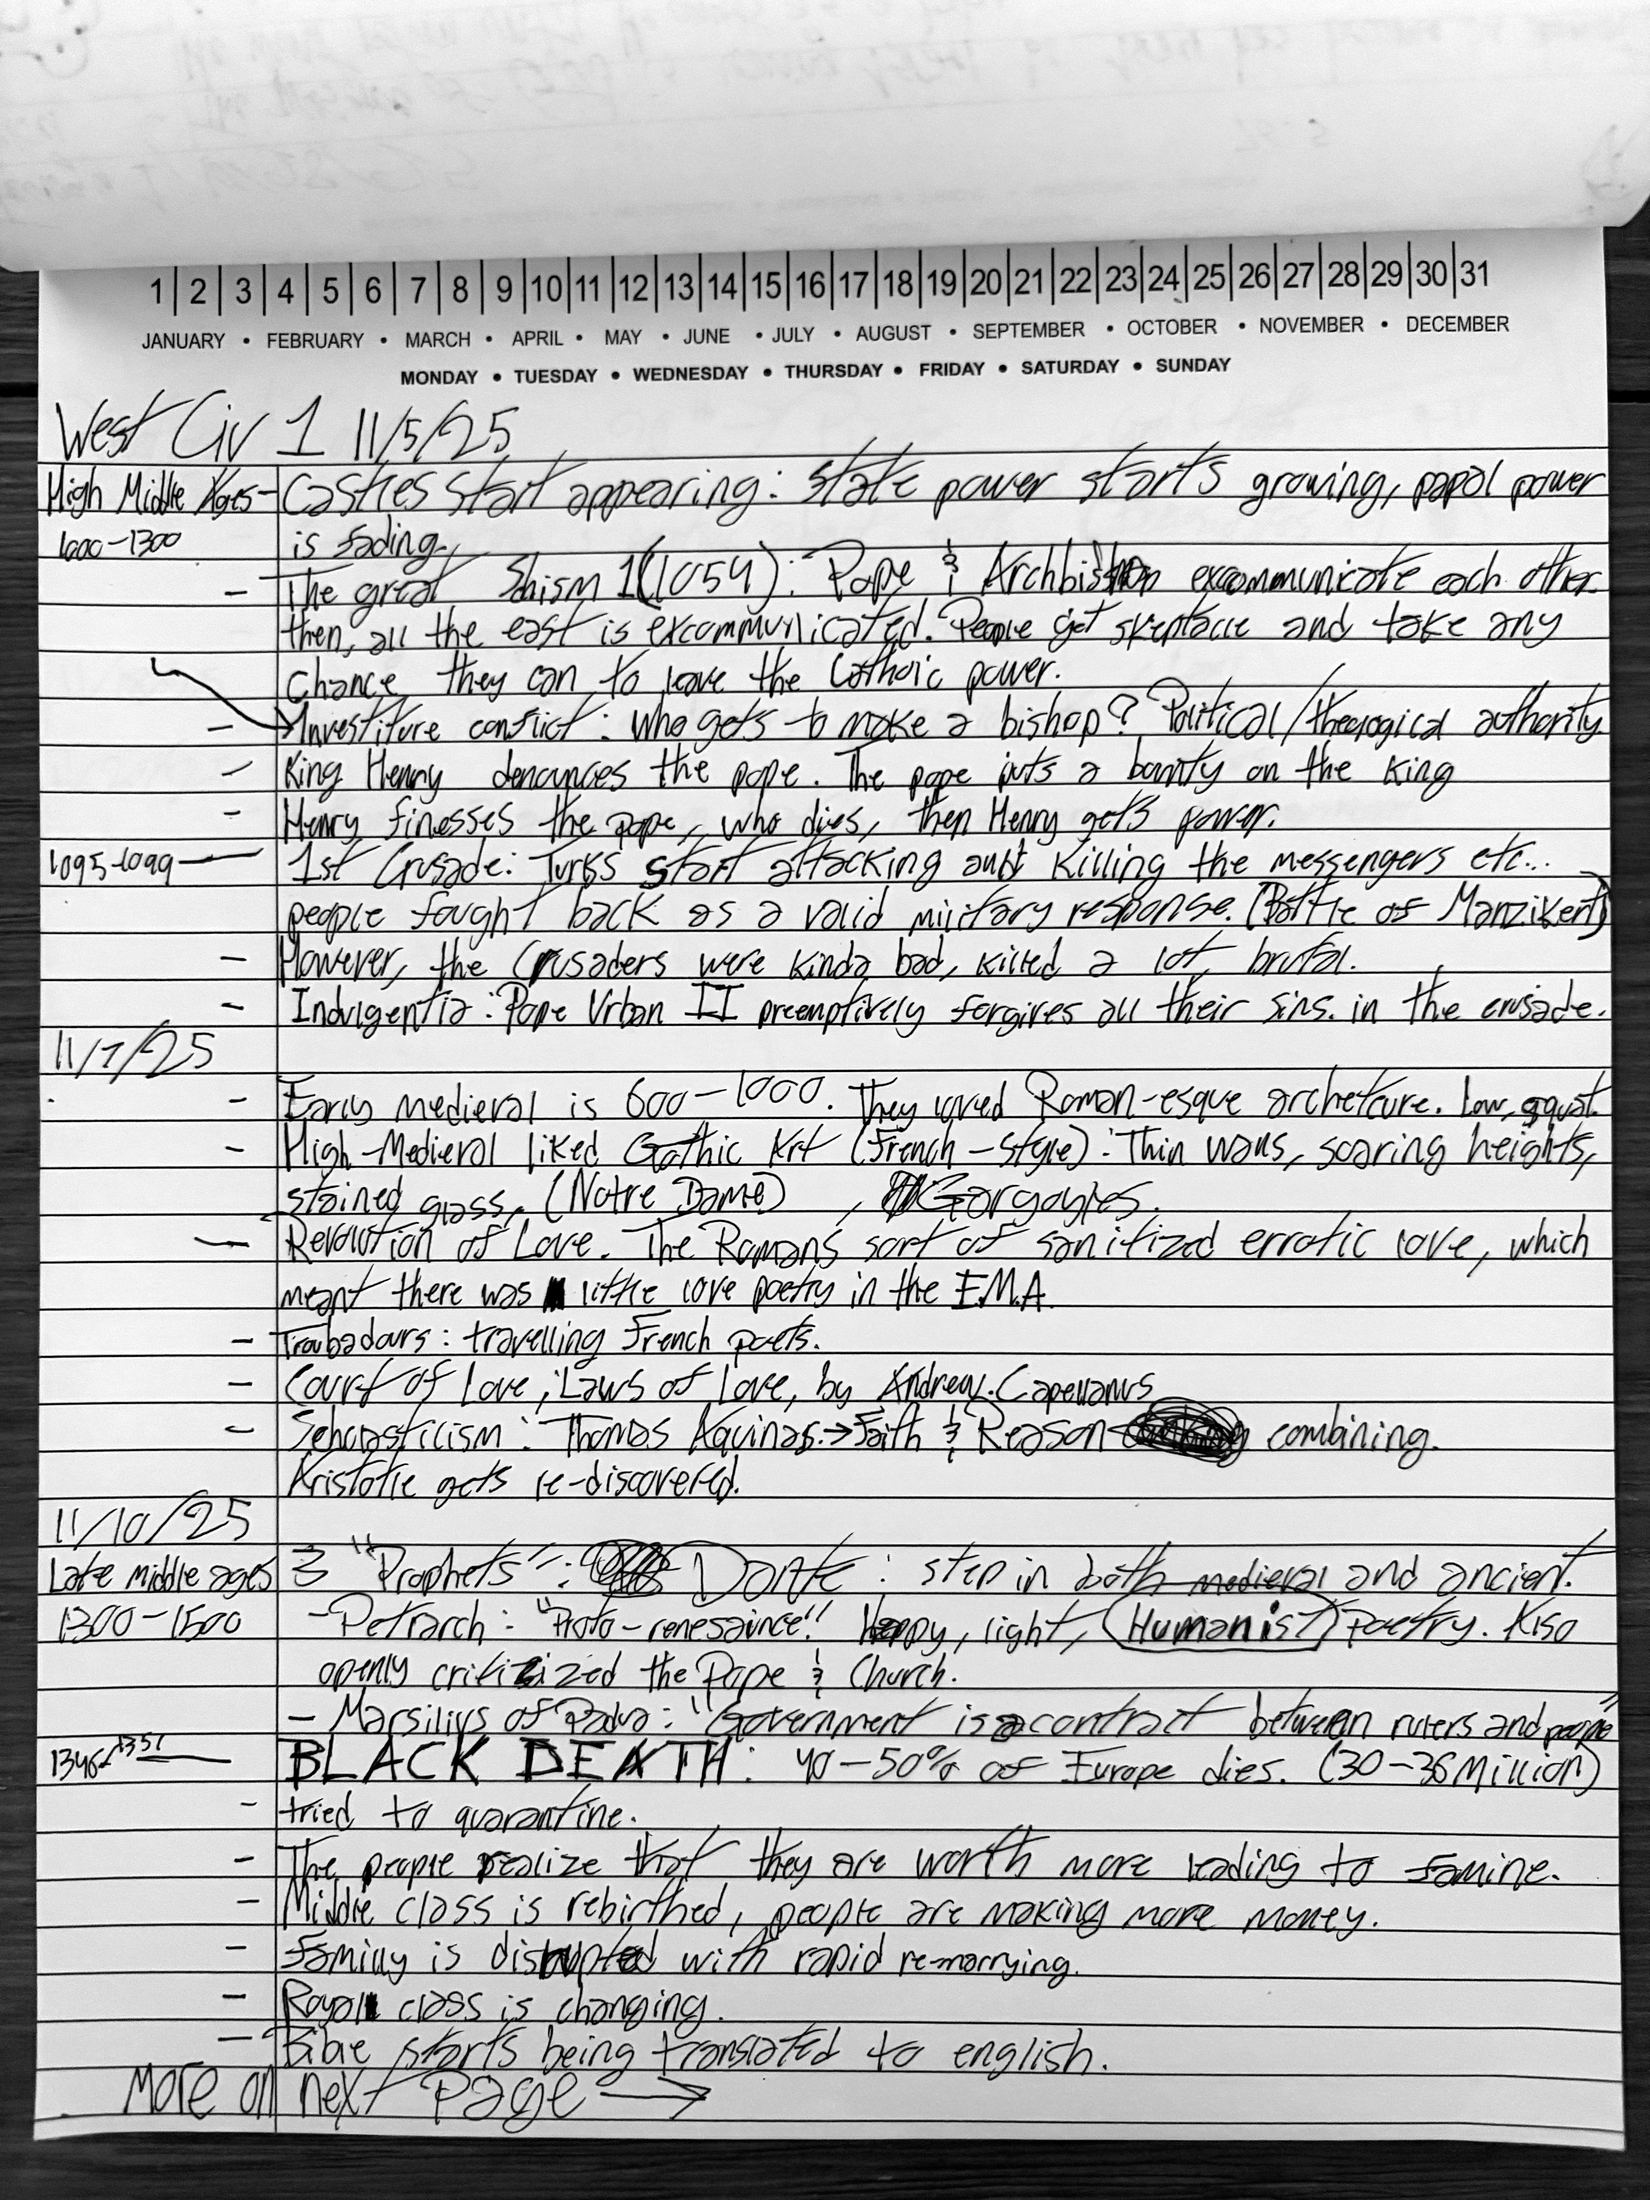 1 | 2 | 3 | 4 | 5 | 6 | 7 | 8 | 9 | 10 | 11 | 12 | 13 | 14 | 15 | 16 | 17 | 18 | 19 | 20 | 21 | 22 | 23 | 24 | 25 | 26 | 27 | 28 | 29 | 30 | 31
JANUARY • FEBRUARY • MARCH • APRIL • MAY • JUNE • JULY • AUGUST • SEPTEMBER • OCTOBER • NOVEMBER • DECEMBER
MONDAY • TUESDAY • WEDNESDAY • THURSDAY • FRIDAY • SATURDAY • SUNDAY
West Civ 1 11/5/25
High Middle Ages - Castles start appearing: state power starts growing, papal power
1000-1300 is fading.
- The great Shism 1 (1054): Pope & Archbishop excommunicate each other.
then, all the east is excommunicated. People get skeptacle and take any
chance they can to leave the Catholic power.
- Investiture conflict: who gets to make a bishop? Political/theological authority.
- King Henry denounces the pope. The pope puts a bounty on the king
- Henry finesses the pope, who dies, then Henry gets power.
1095-1099 — 1st Crusade: Turks start attacking and killing the messengers etc...
people fought back as a valid military response. (Battle of Manzikert)
- However, the Crusaders were kinda bad, killed a lot, brutal.
- Indulgentia: Pope Urban II preemptively forgives all their sins. in the crusade.
11/7/25
- Early medieval is 600-1000. They loved Roman-esque archeteure. Low, squat.
- High-Medieval liked Gothic Art (French-style): Thin walls, soaring heights,
stained glass, (Notre Dame), Gargoyles.
- Revolution of Love. The Romans sort of sanitized erratic love, which
meant there was little love poetry in the E.M.A.
- Troubadours: travelling French poets.
- Court of Love; Laws of Love, by Andrew. Capellanus
- Scholasticism: Thomas Aquinas. → Faith & Reason combining.
Aristotle gets re-discovered.
11/10/25
Late middle ages 3 "Prophets": Dante: step in both medieval and ancient.
1300-1500 - Petrarch: "Proto-renesaince" Happy, light, Humanist Poetry. Also
openly critizized the Pope & Church.
- Marsilius of Padua: "Government is a contract between rulers and people"
1346-1351 — BLACK DEATH: 40-50% of Europe dies. (30-36 Million)
- tried to quarantine.
- The people realize that they are worth more leading to famine.
- Middle class is rebirthed, people are making more money.
- Family is disrupted with rapid re-marrying.
- Royal class is changing.
- Bible starts being translated to english.
More on next page →